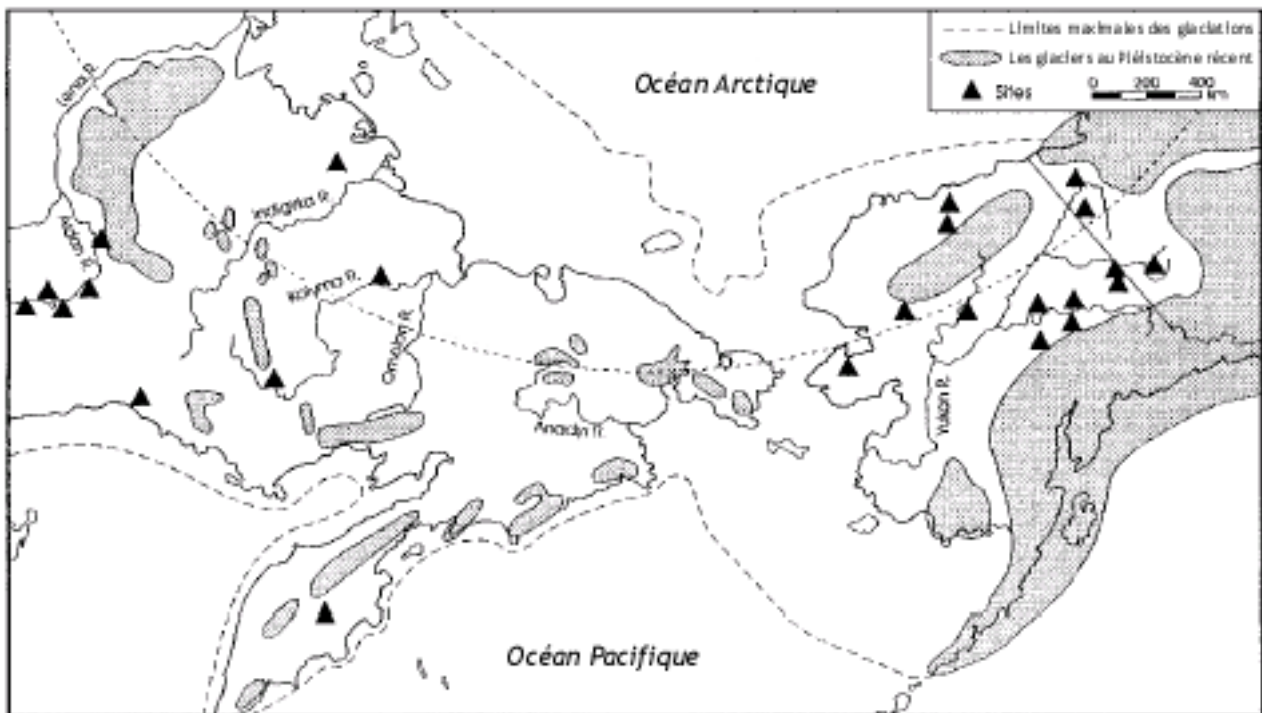 Limites maximales des glaciations
Les glaciers au Pléistocène récent
Sites
0 200 400
km
Océan Arctique
Lena R.
Aldan R.
Indigirka R.
Kolyma R.
Omolon R.
Anadyr R.
Yukon R.
Océan Pacifique